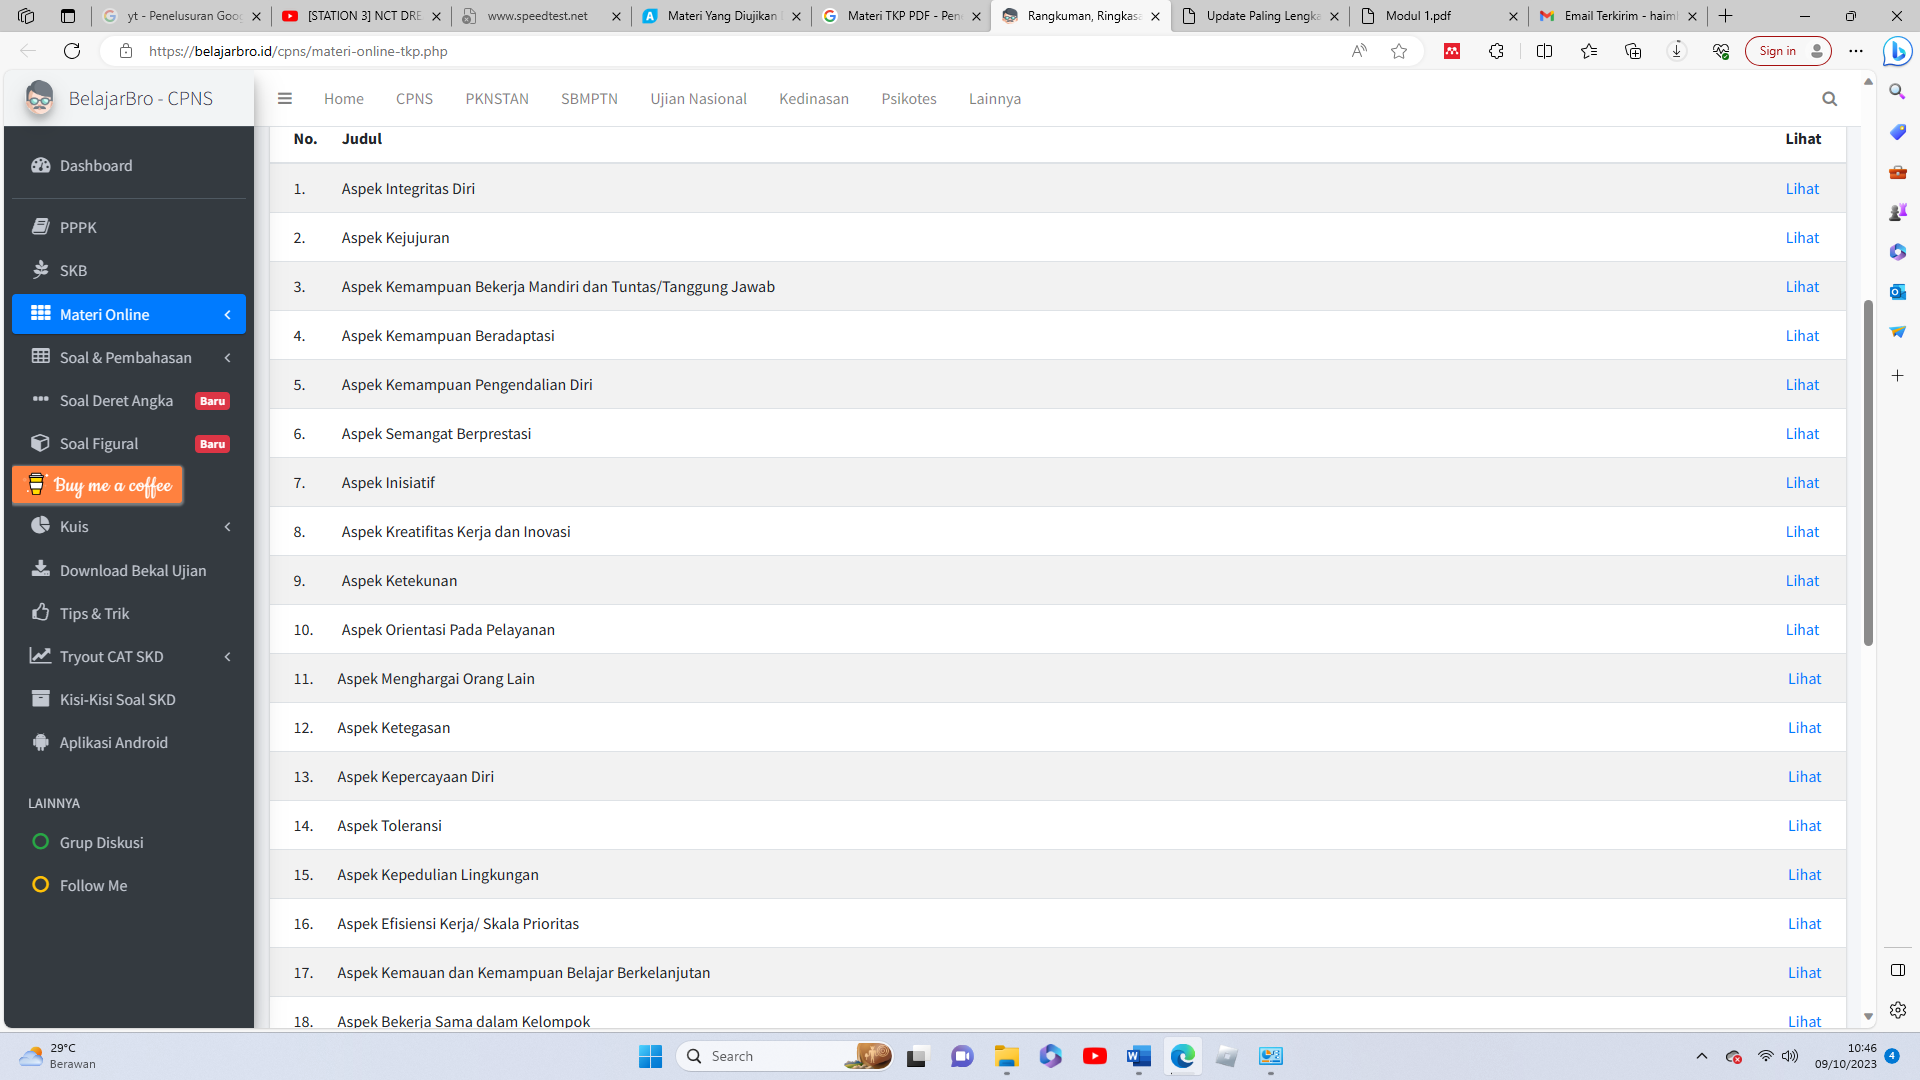 yt - Penelusuran Goo
[STATION 3] NCT DRE
www.speedtest.net
Materi Yang Diujikan
Materi TKP PDF - Pen
Rangkuman, Ringkasa
Update Paling Lengka
Modul 1.pdf
Email Terkirim - haiml
https://belajarbro.id/cpns/materi-online-tkp.php
Sign in
BelajarBro - CPNS
Home CPNS PKNSTAN SBMPTN Ujian Nasional Kedinasan Psikotes Lainnya
Dashboard
PPPK
SKB
Materi Online
Soal & Pembahasan
Soal Deret Angka Baru
Soal Figural Baru
Buy me a coffee
Kuis
Download Bekal Ujian
Tips & Trik
Tryout CAT SKD
Kisi-Kisi Soal SKD
Aplikasi Android
LAINNYA
Grup Diskusi
Follow Me
No. Judul Lihat
1. Aspek Integritas Diri Lihat
2. Aspek Kejujuran Lihat
3. Aspek Kemampuan Bekerja Mandiri dan Tuntas/Tanggung Jawab Lihat
4. Aspek Kemampuan Beradaptasi Lihat
5. Aspek Kemampuan Pengendalian Diri Lihat
6. Aspek Semangat Berprestasi Lihat
7. Aspek Inisiatif Lihat
8. Aspek Kreatifitas Kerja dan Inovasi Lihat
9. Aspek Ketekunan Lihat
10. Aspek Orientasi Pada Pelayanan Lihat
11. Aspek Menghargai Orang Lain Lihat
12. Aspek Ketegasan Lihat
13. Aspek Kepercayaan Diri Lihat
14. Aspek Toleransi Lihat
15. Aspek Kepedulian Lingkungan Lihat
16. Aspek Efisiensi Kerja/ Skala Prioritas Lihat
17. Aspek Kemauan dan Kemampuan Belajar Berkelanjutan Lihat
18. Aspek Bekerja Sama dalam Kelompok Lihat
29°C
Berawan
Search
10:46
09/10/2023
4